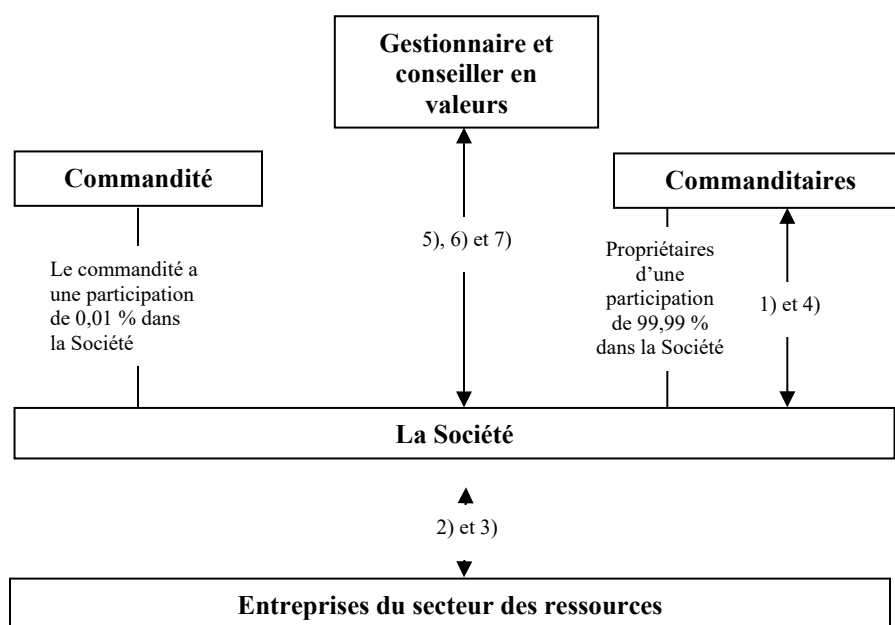 Gestionnaire et
conseiller en
valeurs
Commandité
Commanditaires
Le commandité a
une participation
de 0,01 % dans
la Société
5), 6) et 7)
Propriétaires
d’une
participation
de 99,99 %
dans la Société
1) et 4)
La Société
2) et 3)
Entreprises du secteur des ressources